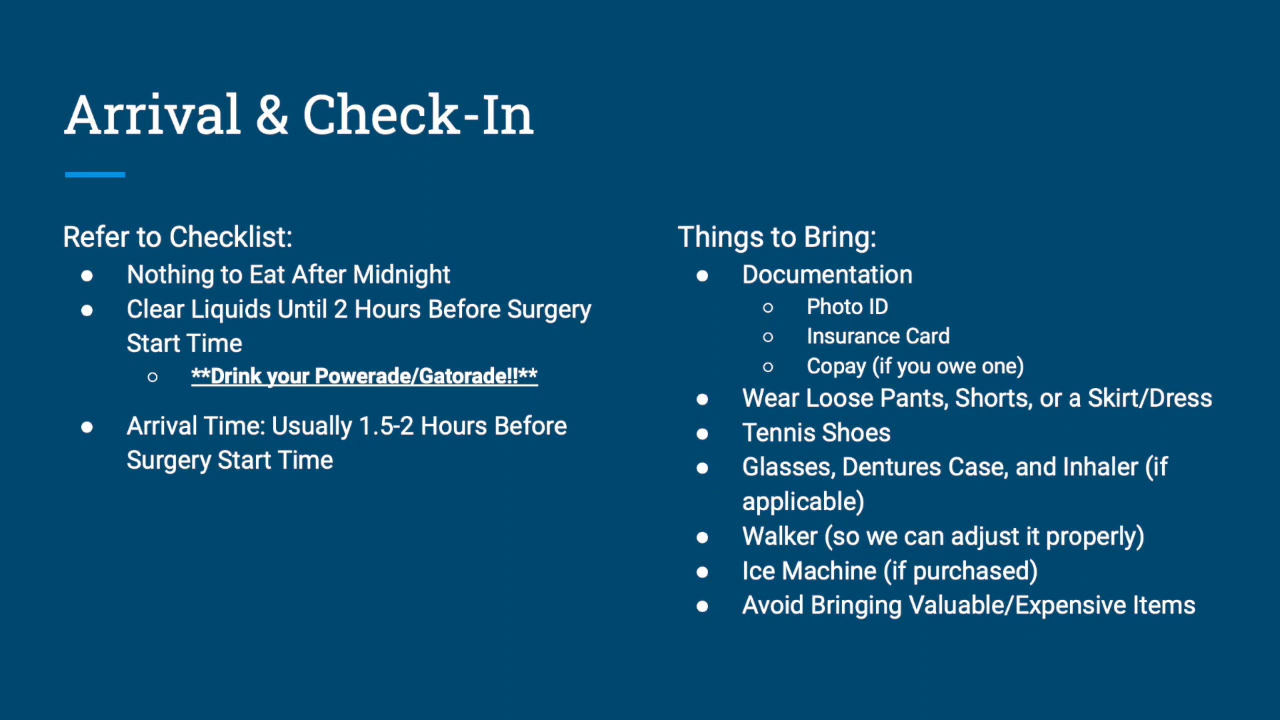 Arrival & Check-In
Refer to Checklist:
● Nothing to Eat After Midnight
● Clear Liquids Until 2 Hours Before Surgery
Start Time
○ **Drink your Powerade/Gatorade!!**
● Arrival Time: Usually 1.5-2 Hours Before
Surgery Start Time
Things to Bring:
● Documentation
○ Photo ID
○ Insurance Card
○ Copay (if you owe one)
● Wear Loose Pants, Shorts, or a Skirt/Dress
● Tennis Shoes
● Glasses, Dentures Case, and Inhaler (if
applicable)
● Walker (so we can adjust it properly)
● Ice Machine (if purchased)
● Avoid Bringing Valuable/Expensive Items